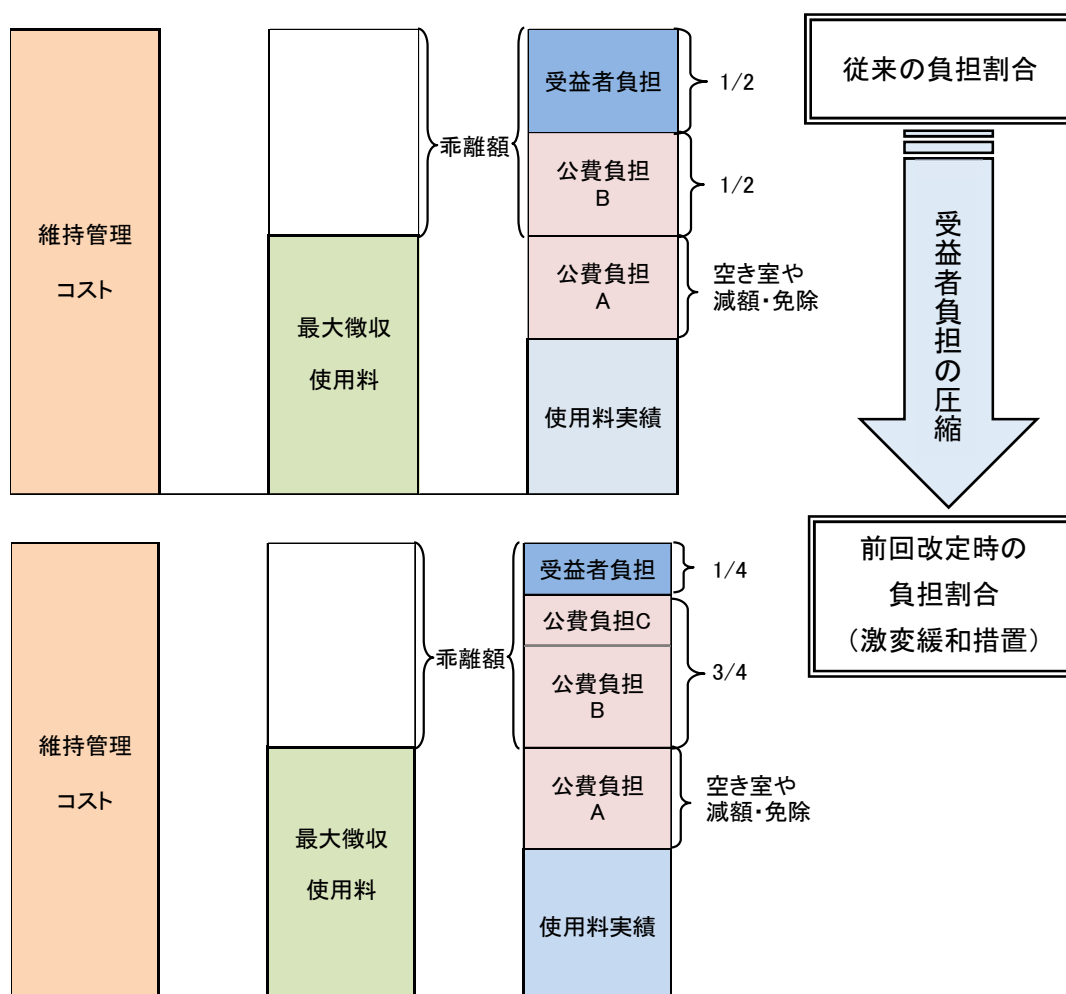 維持管理
コスト
最大徴収
使用料
乖離額
受益者負担
1/2
公費負担
B
1/2
公費負担
A
空き室や
減額・免除
使用料実績
従来の負担割合
受益者負担の圧縮
維持管理
コスト
最大徴収
使用料
乖離額
受益者負担
1/4
公費負担C
公費負担
B
3/4
公費負担
A
空き室や
減額・免除
使用料実績
前回改定時の
負担割合
（激変緩和措置）